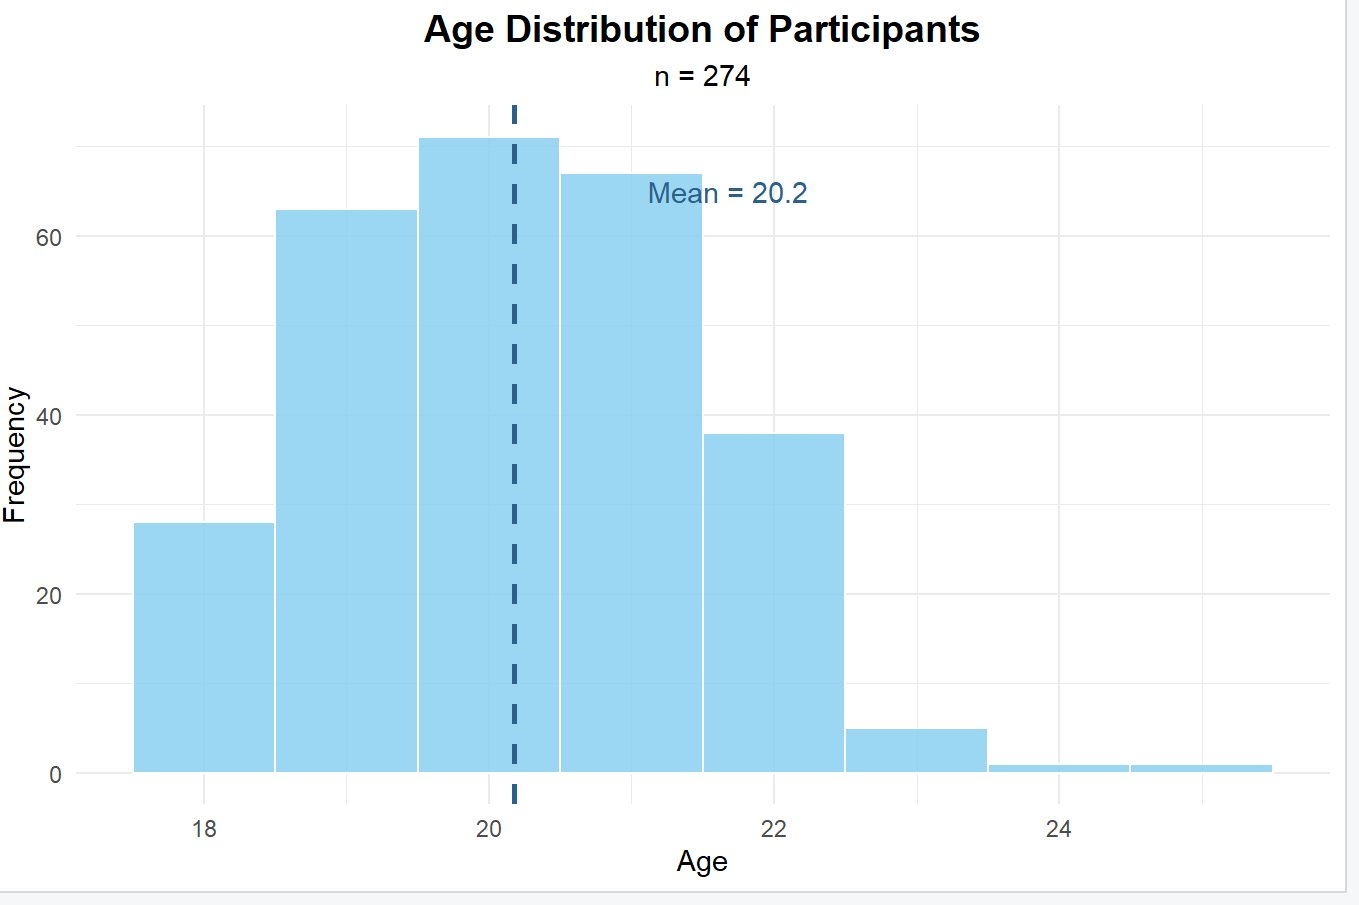 Age Distribution of Participants
n = 274
Mean = 20.2
60
40
20
0
Frequency
18 20 22 24
Age